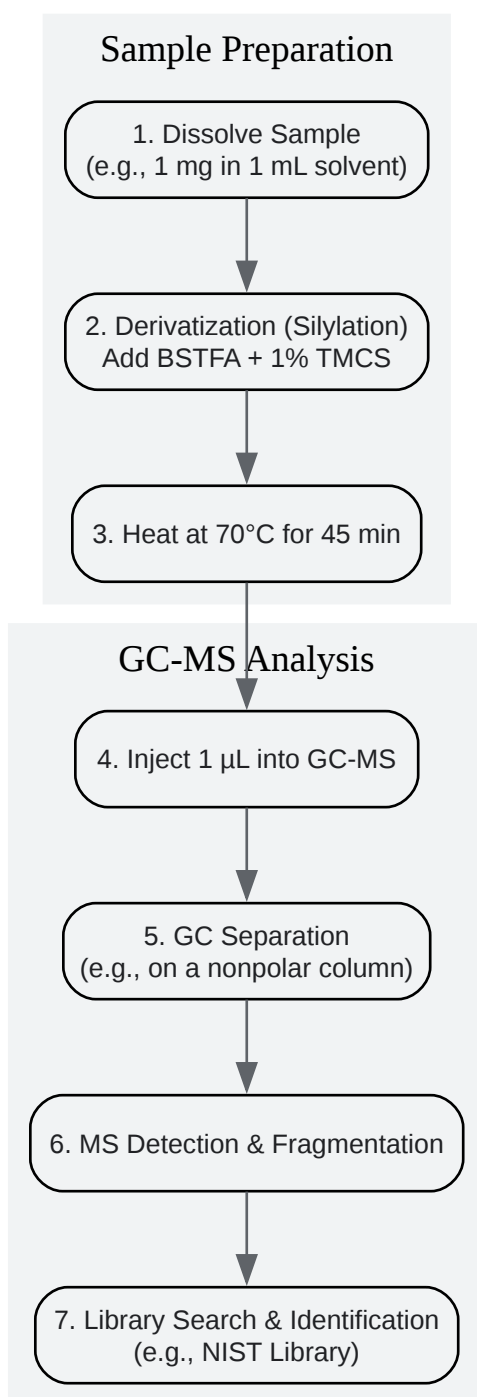 Sample Preparation
1. Dissolve Sample
(e.g., 1 mg in 1 mL solvent)
2. Derivatization (Silylation)
Add BSTFA + 1% TMCS
3. Heat at 70°C for 45 min
GC-MS Analysis
4. Inject 1 µL into GC-MS
5. GC Separation
(e.g., on a nonpolar column)
6. MS Detection & Fragmentation
7. Library Search & Identification
(e.g., NIST Library)